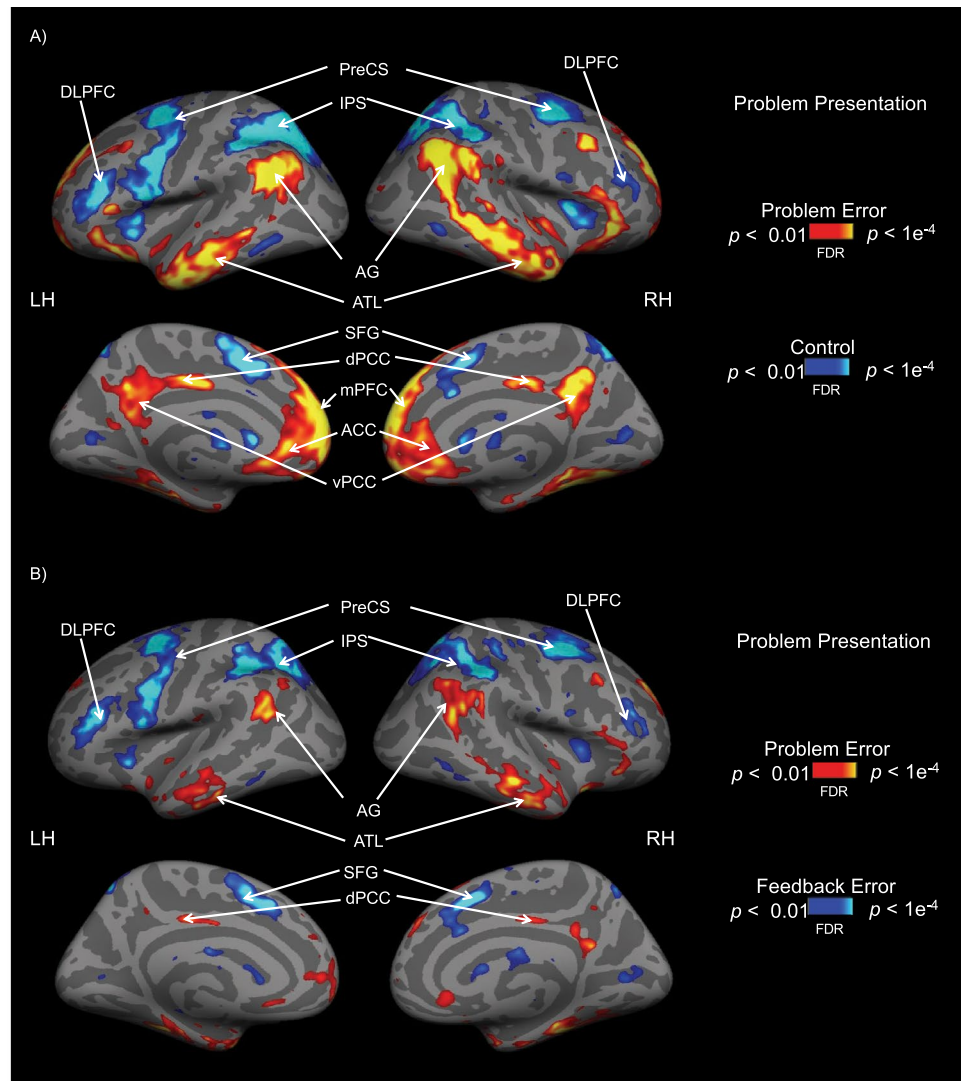 A)
PreCS
DLPFC
DLPFC
IPS
Problem Presentation
Problem Error
p < 0.01 p < 1e-4
FDR
AG
ATL
LH
RH
SFG
dPCC
mPFC
ACC
vPCC
Control
p < 0.01 p < 1e-4
FDR
B)
PreCS
DLPFC
DLPFC
IPS
Problem Presentation
Problem Error
p < 0.01 p < 1e-4
FDR
AG
ATL
LH
RH
SFG
dPCC
Feedback Error
p < 0.01 p < 1e-4
FDR